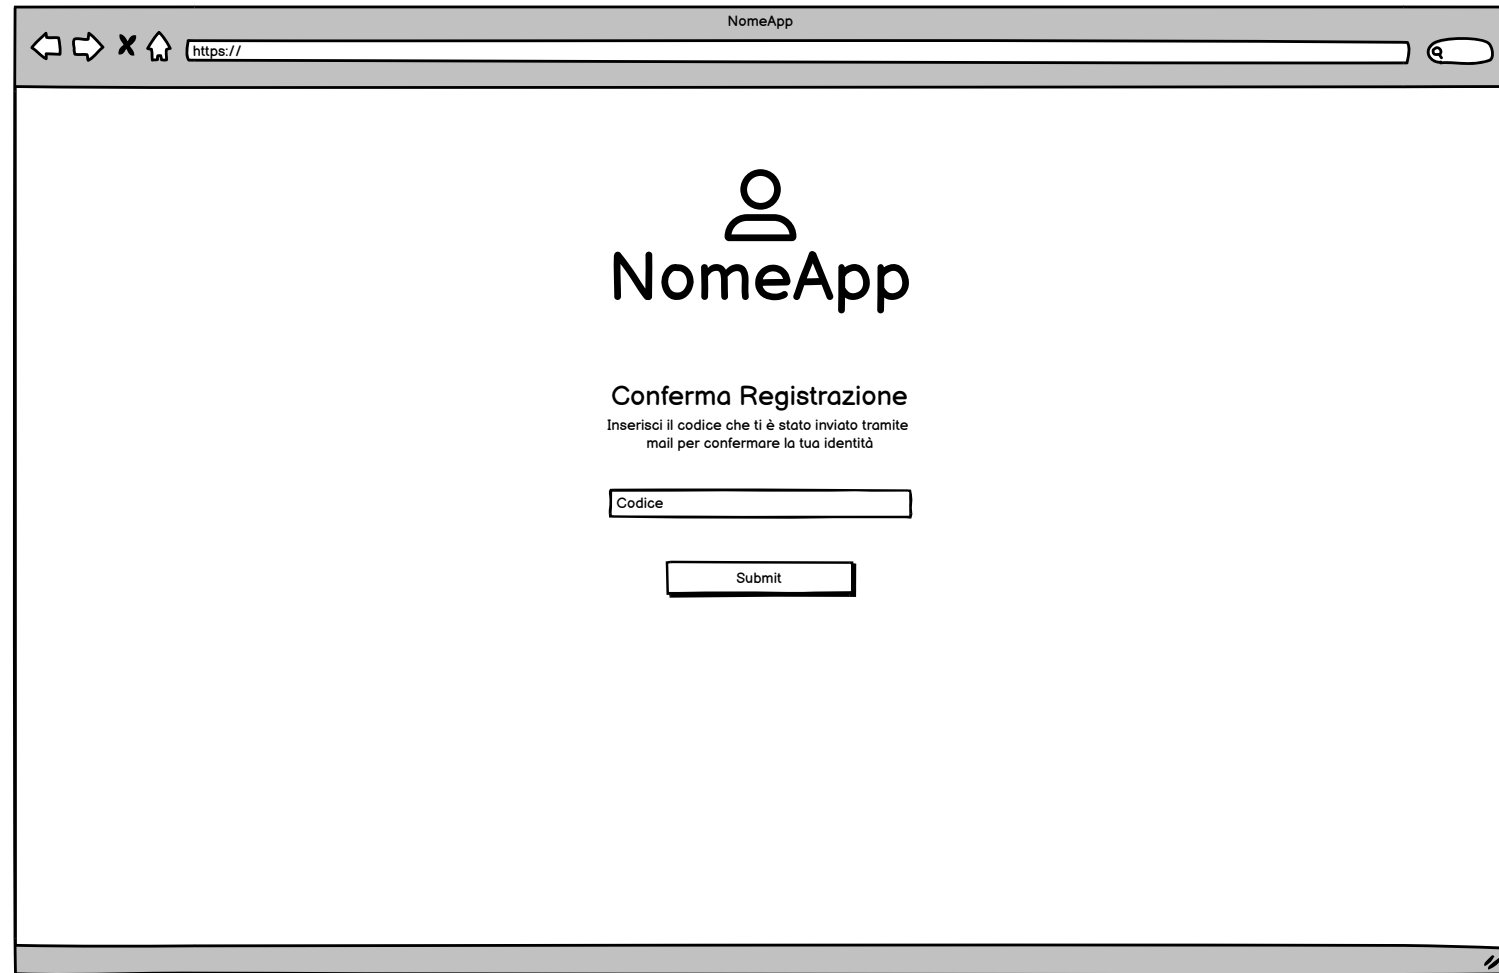 NomeApp
https://
NomeApp
Conferma Registrazione
Inserisci il codice che ti è stato inviato tramite
mail per confermare la tua identità
Codice
Submit